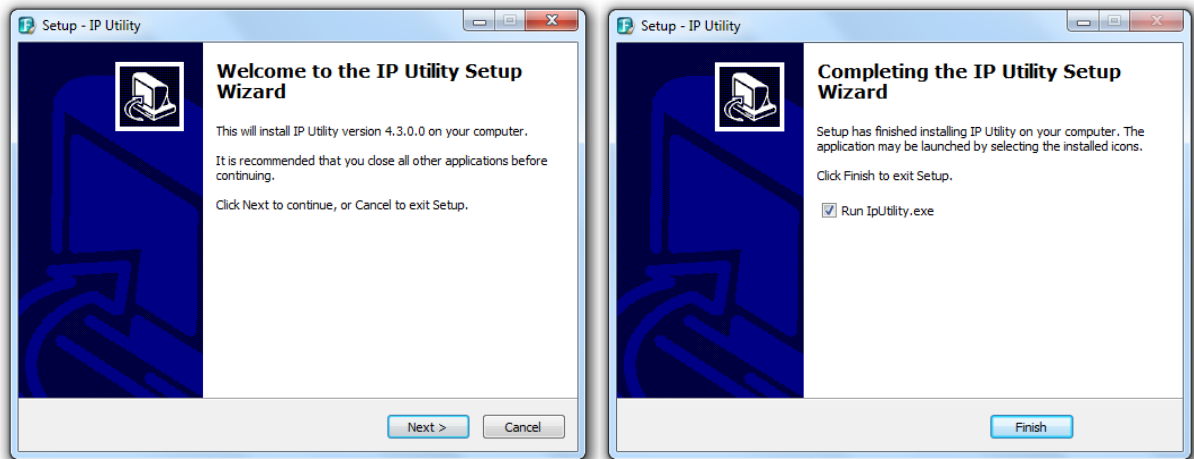 Setup - IP Utility
Welcome to the IP Utility Setup
Wizard
This will install IP Utility version 4.3.0.0 on your computer.
It is recommended that you close all other applications before
continuing.
Click Next to continue, or Cancel to exit Setup.
Next >
Cancel
Setup - IP Utility
Completing the IP Utility Setup
Wizard
Setup has finished installing IP Utility on your computer. The
application may be launched by selecting the installed icons.
Click Finish to exit Setup.
Run IpUtility.exe
Finish